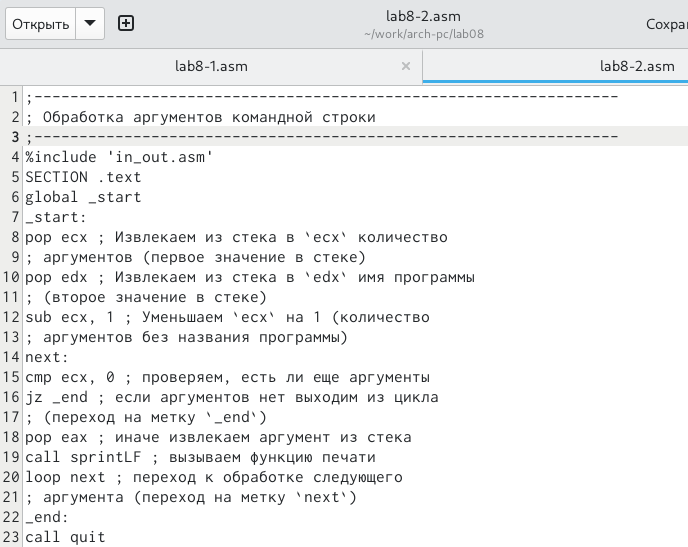 Открыть
lab8-2.asm
~/work/arch-pc/lab08
lab8-1.asm ×
lab8-2.asm
1 ;-----------------------------------------------------------------
2 ; Обработка аргументов командной строки
3 ;-----------------------------------------------------------------
4 %include 'in_out.asm'
5 SECTION .text
6 global _start
7 _start:
8 pop ecx ; Извлекаем из стека в `ecx` количество
9 ; аргументов (первое значение в стеке)
10 pop edx ; Извлекаем из стека в `edx` имя программы
11 ; (второе значение в стеке)
12 sub ecx, 1 ; Уменьшаем `ecx` на 1 (количество
13 ; аргументов без названия программы)
14 next:
15 cmp ecx, 0 ; проверяем, есть ли еще аргументы
16 jz _end ; если аргументов нет выходим из цикла
17 ; (переход на метку `_end`)
18 pop eax ; иначе извлекаем аргумент из стека
19 call sprintLF ; вызываем функцию печати
20 loop next ; переход к обработке следующего
21 ; аргумента (переход на метку `next`)
22 _end:
23 call quit